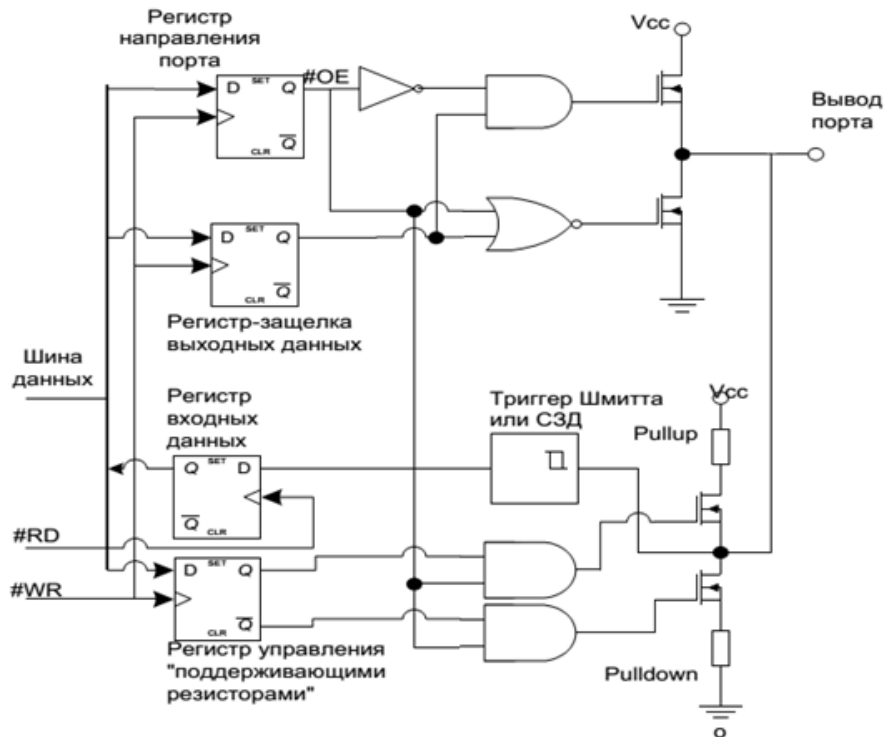 Регистр
направления
порта
Vcc
#OE
D SET Q
CLR Q
Вывод
порта
D SET Q
CLR Q
Регистр-защелка
выходных данных
Шина
данных
Регистр
входных
данных
Триггер Шмитта
или СЗД
Vcc
Pullup
Q SET D
Q CLR
#RD
#WR
D SET Q
CLR Q
Регистр управления
"поддерживающими
резисторами"
Pulldown
o